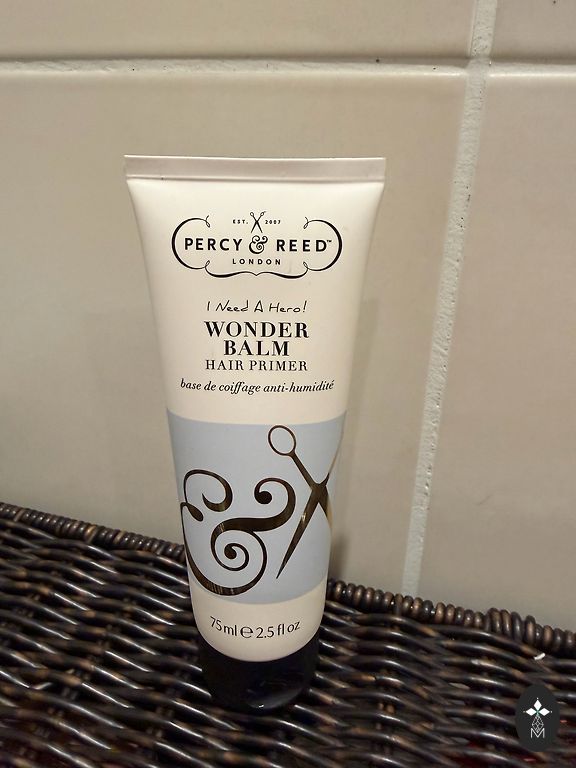 EST. 2007
PERCY & REED™
LONDON
I Need A Hero!
WONDER
BALM
HAIR PRIMER
base de coiffage anti-humidité
&
75ml e 2.5 fl oz
M